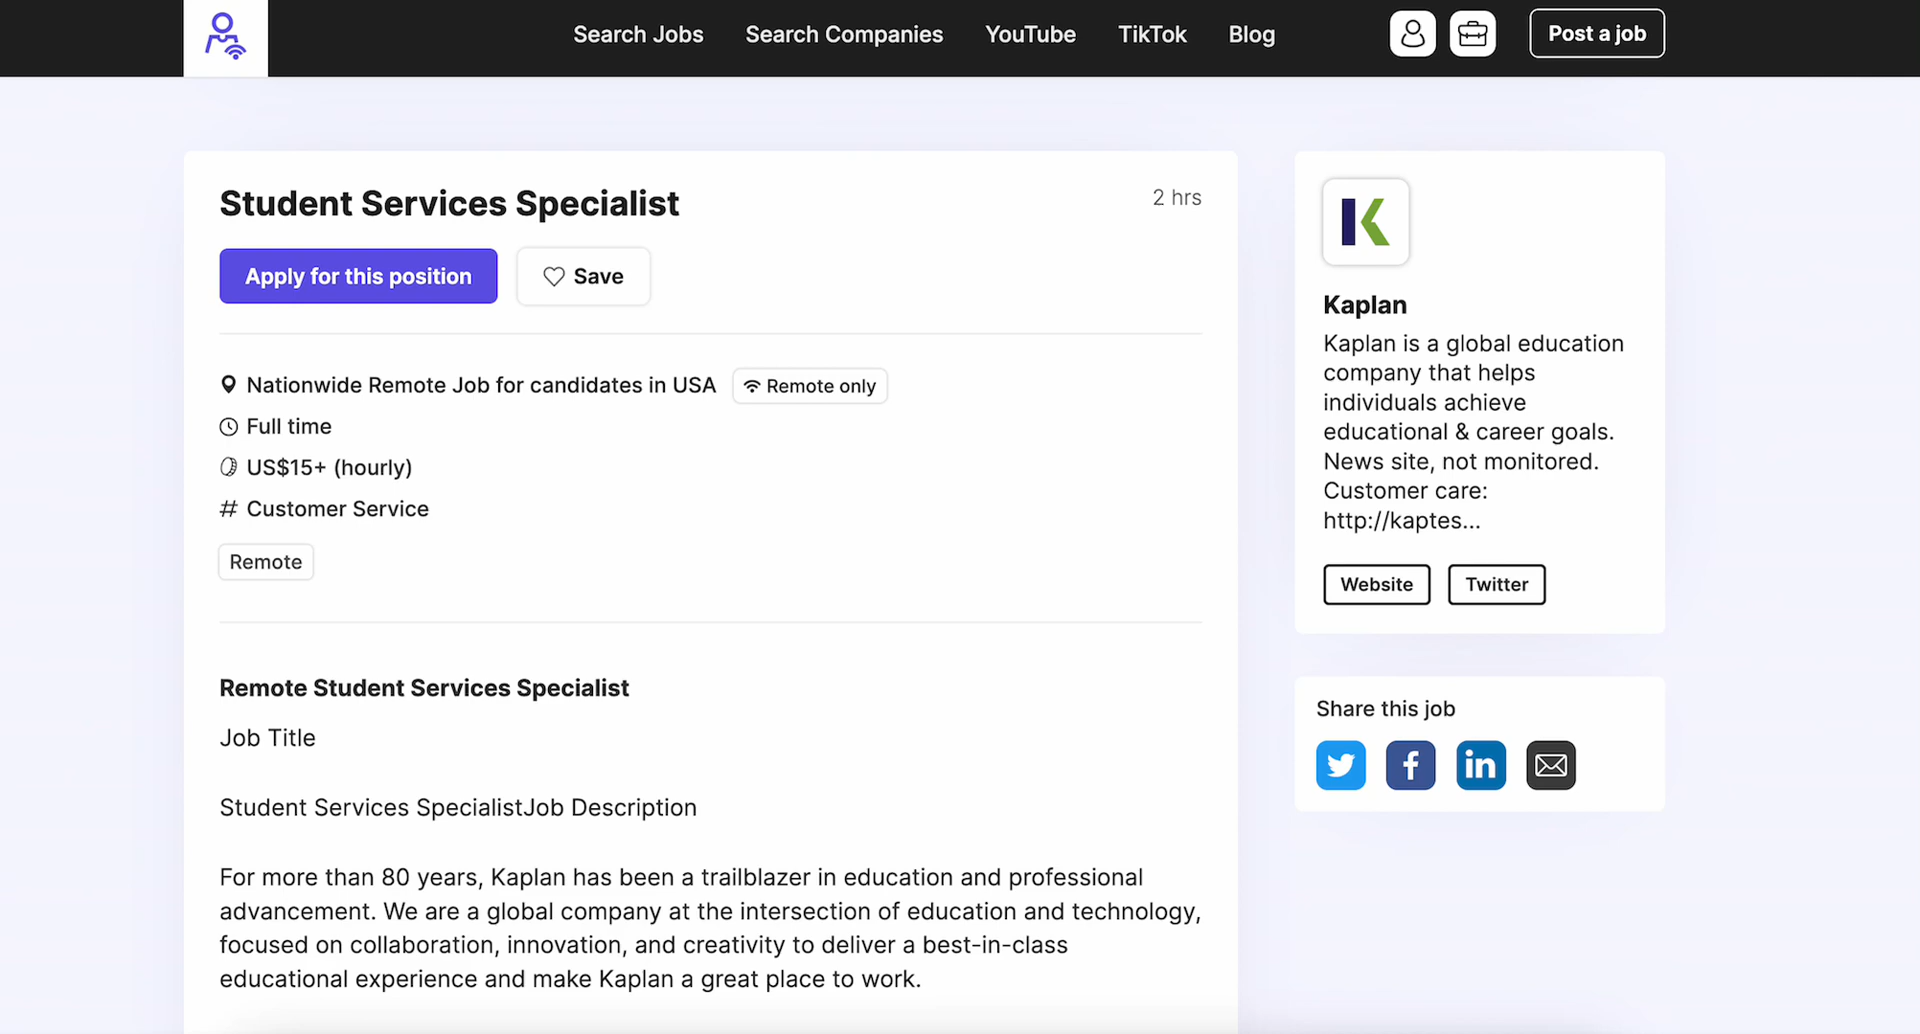 Search Jobs Search Companies YouTube TikTok Blog Post a job
Student Services Specialist
2 hrs
Apply for this position Save
Nationwide Remote Job for candidates in USA Remote only
Full time
US$15+ (hourly)
# Customer Service
Remote
Remote Student Services Specialist
Job Title
Student Services SpecialistJob Description
For more than 80 years, Kaplan has been a trailblazer in education and professional
advancement. We are a global company at the intersection of education and technology,
focused on collaboration, innovation, and creativity to deliver a best-in-class
educational experience and make Kaplan a great place to work.
K
Kaplan
Kaplan is a global education
company that helps
individuals achieve
educational & career goals.
News site, not monitored.
Customer care:
http://kaptes...
Website Twitter
Share this job
f in